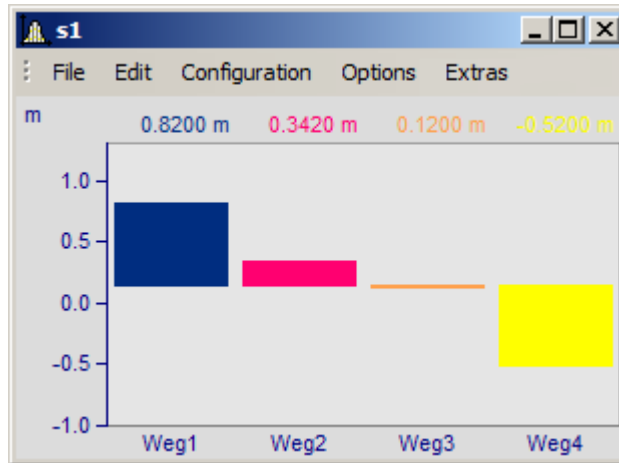 s1
File Edit Configuration Options Extras
m 0.8200 m 0.3420 m 0.1200 m -0.5200 m
1.0
0.5
0.0
-0.5
-1.0
Weg1 Weg2 Weg3 Weg4